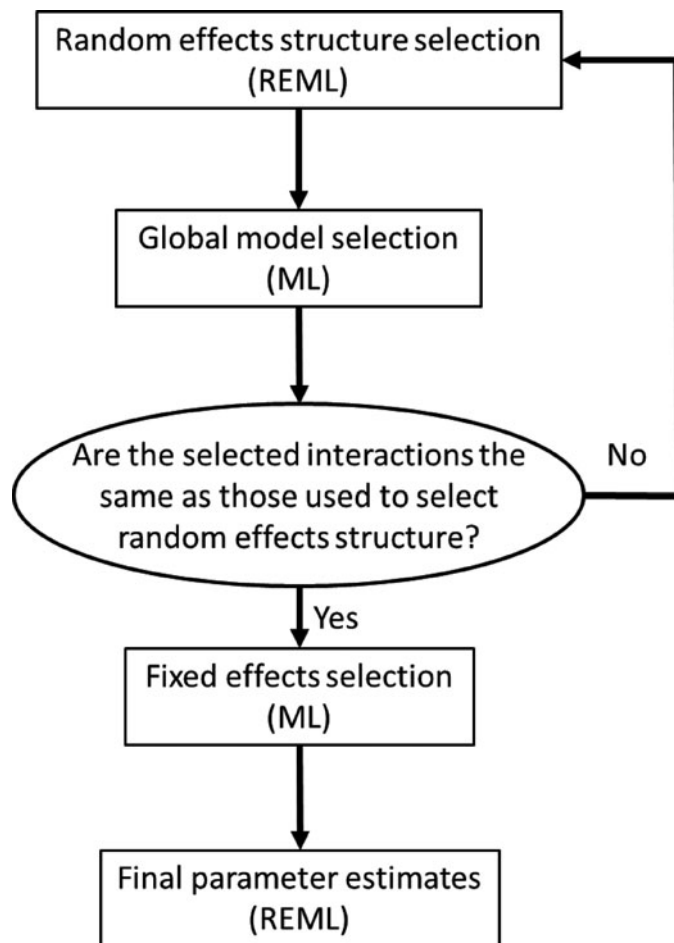 Random effects structure selection
(REML)
Global model selection
(ML)
Are the selected interactions the
same as those used to select
random effects structure?
No
Yes
Fixed effects selection
(ML)
Final parameter estimates
(REML)